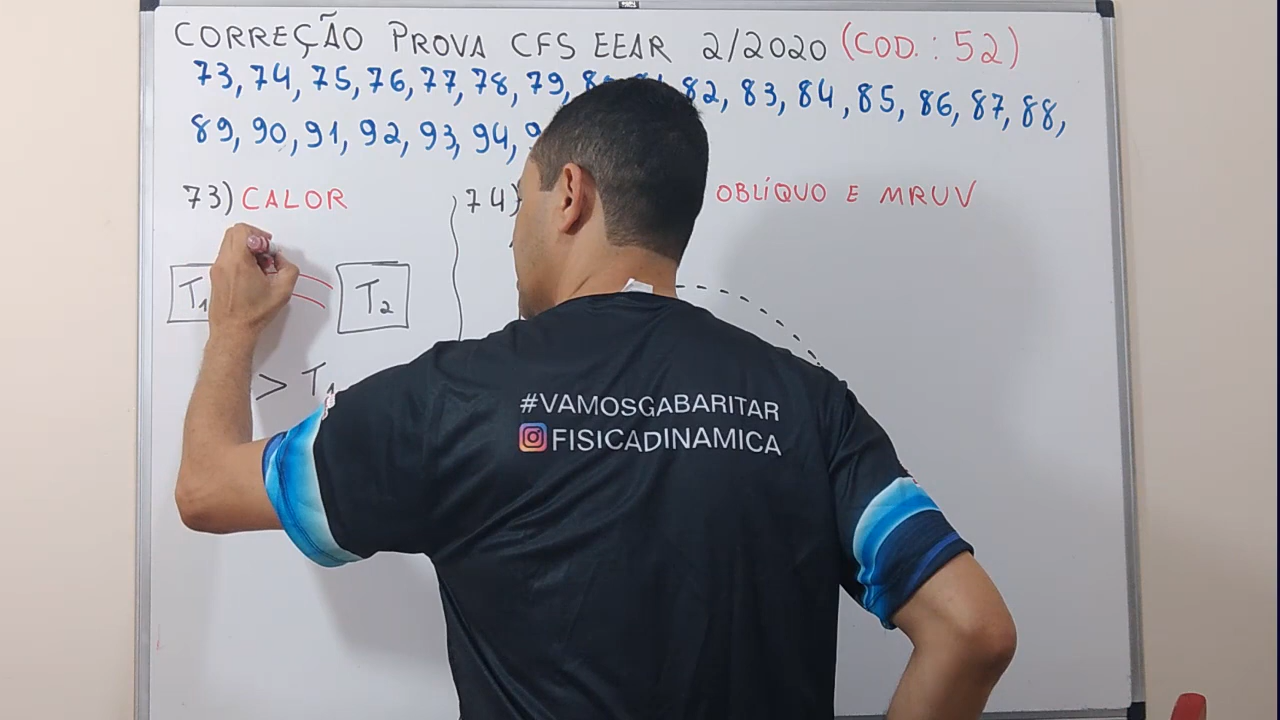 CORREÇÃO PROVA CFS EEAR 2/2020 (COD.: 52)
73, 74, 75, 76, 77, 78, 79, 82, 83, 84, 85, 86, 87, 88,
89, 90, 91, 92, 93, 94,
73) CALOR
74) OBLÍQUO E MRUV
T₁ T₂
> T₁
#VAMOSGABARITAR
FISICADINAMICA